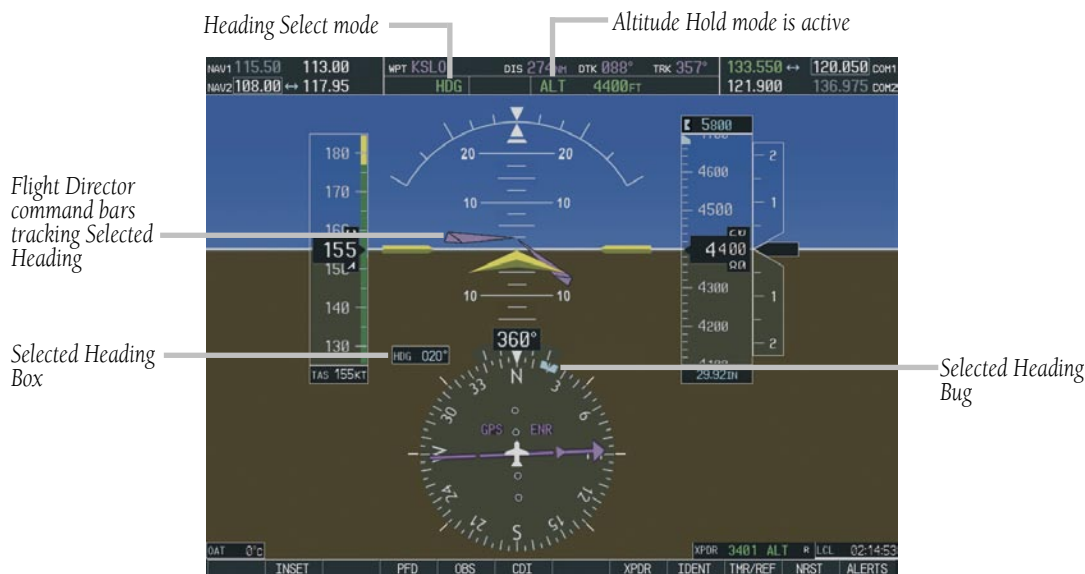 Heading Select mode
Altitude Hold mode is active
NAV1 115.50 113.00 WPT KSLO DIS 274NM DTK 088° TRK 357° 133.550 ↔ 120.050 COM1
NAV2 108.00 ↔ 117.95 HDG ALT 4400FT 121.900 136.975 COM2
Flight Director
command bars
tracking Selected
Heading
180
170
155
140
130
TAS 155KT
20 20
10 10
10 10
5800
4600
4500
4400
4300
4200
29.92IN
2
1
1
2
Selected Heading
Box
HDG 020°
360°
Selected Heading
Bug
N
3
6
12
15
S
21
24
30
33
GPS ENR
OAT 0°C
XPDR 3401 ALT R LCL 02:14:53
INSET PFD OBS CDI XPDR IDENT TMR/REF NRST ALERTS